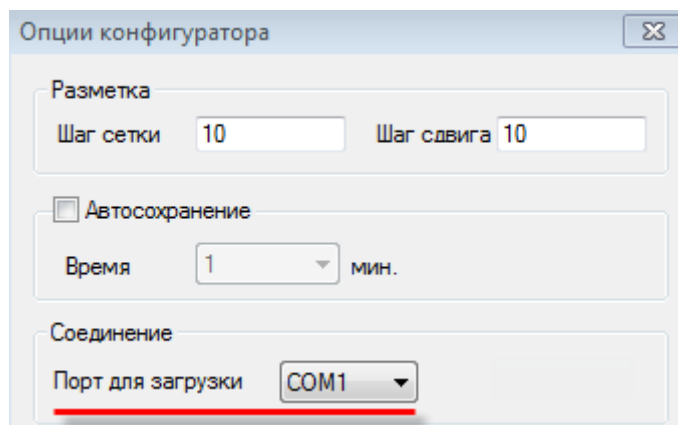 Опции конфигуратора
Разметка
Шаг сетки 10 Шаг сдвига 10
Автосохранение
Время 1 мин.
Соединение
Порт для загрузки COM1